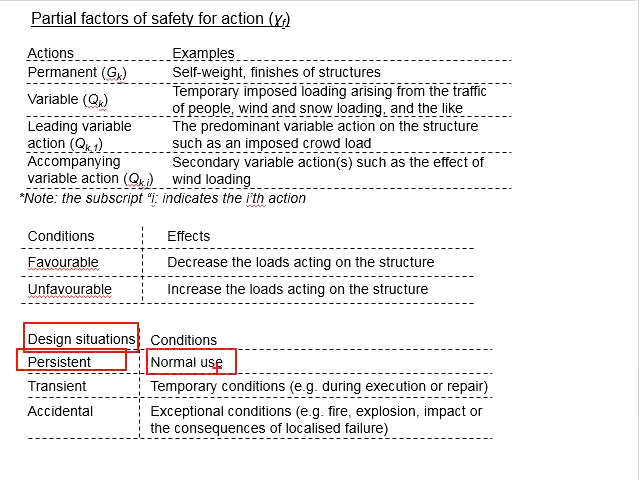 Partial factors of safety for action (γf)
Actions Examples
Permanent (Gk) Self-weight, finishes of structures
Variable (Qk) Temporary imposed loading arising from the traffic
of people, wind and snow loading, and the like
Leading variable The predominant variable action on the structure
action (Qk,1) such as an imposed crowd load
Accompanying Secondary variable action(s) such as the effect of
variable action (Qk,i) wind loading
*Note: the subscript “i: indicates the i’th action
Conditions Effects
Favourable Decrease the loads acting on the structure
Unfavourable Increase the loads acting on the structure
Design situations Conditions
Persistent Normal use
Transient Temporary conditions (e.g. during execution or repair)
Accidental Exceptional conditions (e.g. fire, explosion, impact or
the consequences of localised failure)